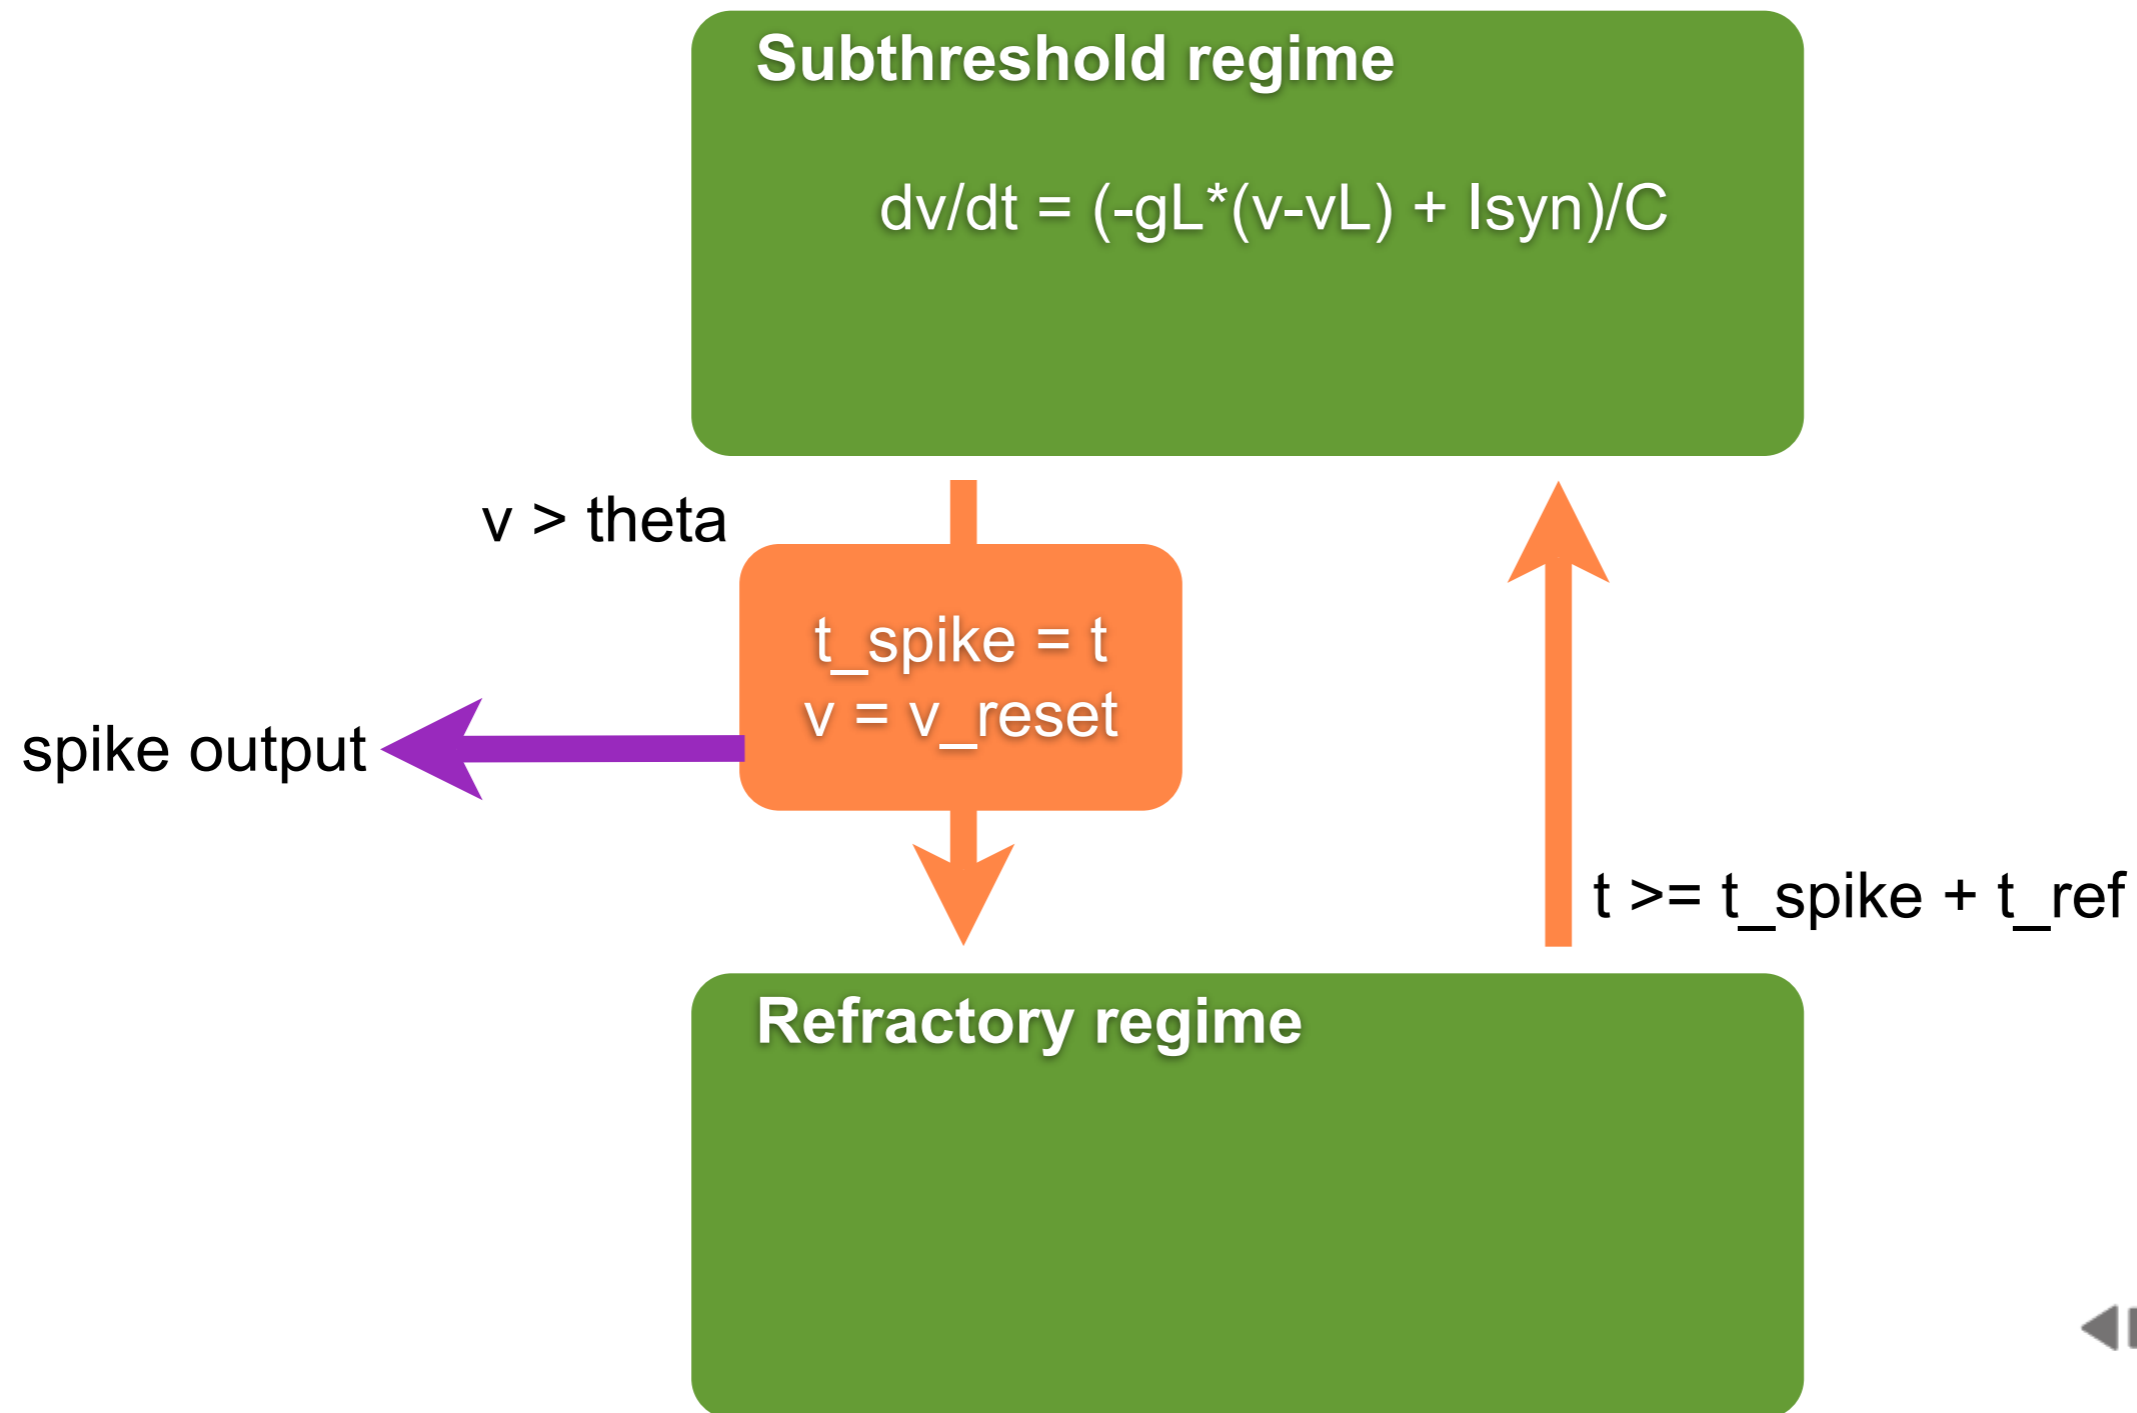 Subthreshold regime
dv/dt = (-gL*(v-vL) + Isyn)/C
v > theta
t_spike = t
v = v_reset
spike output
t >= t_spike + t_ref
Refractory regime